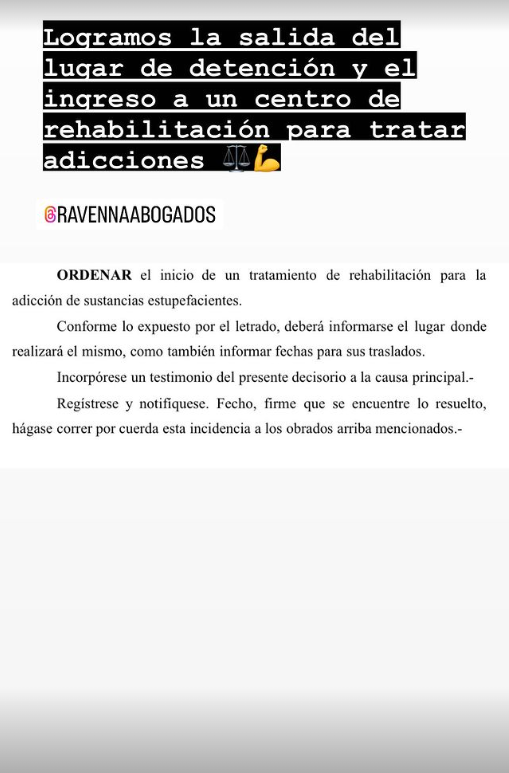 Logramos la salida del
lugar de detención y el
ingreso a un centro de
rehabilitación para tratar
adicciones ⚖️💪
@RAVENNAABOGADOS
ORDENAR el inicio de un tratamiento de rehabilitación para la
adicción de sustancias estupefacientes.
Conforme lo expuesto por el letrado, deberá informarse el lugar donde
realizará el mismo, como también informar fechas para sus traslados.
Incorpórese un testimonio del presente decisorio a la causa principal.-
Regístrese y notifíquese. Fecho, firme que se encuentre lo resuelto,
hágase correr por cuerda esta incidencia a los obrados arriba mencionados.-